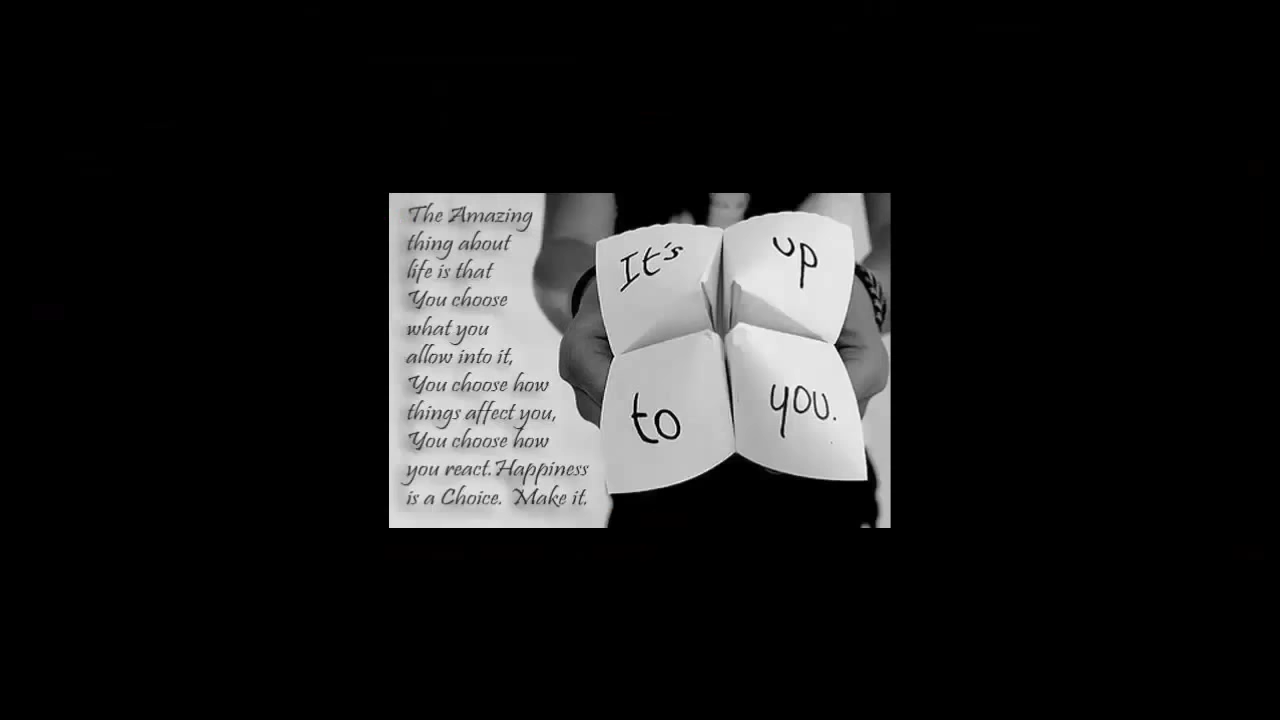 The Amazing
thing about
life is that
You choose
what you
allow into it,
You choose how
things affect you,
You choose how
you react. Happiness
is a Choice. Make it.
It's up
to you.